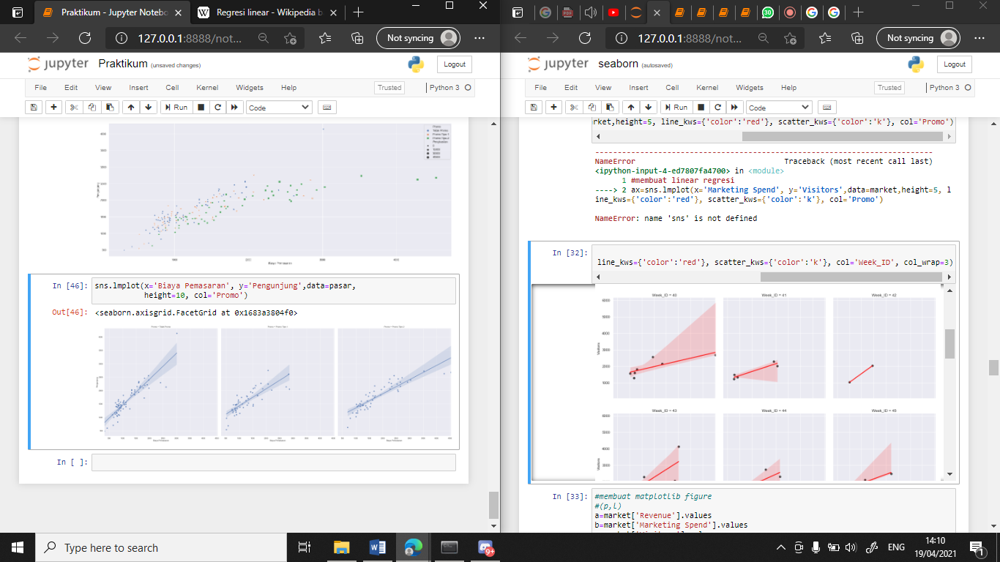 Praktikum - Jupyter Notebo
Regresi linear - Wikipedia b
127.0.0.1:8888/not...
Not syncing
jupyter Praktikum (unsaved changes)
Logout
File Edit View Insert Cell Kernel Widgets Help
Trusted
Python 3
Run
Code
Biaya Pemasaran
In [46]:
sns.lmplot(x='Biaya Pemasaran', y='Pengunjung',data=pasar,
height=10, col='Promo')
Out[46]:
<seaborn.axisgrid.FacetGrid at 0x1683a3804f0>
In [ ]:
30
127.0.0.1:8888/not...
Not syncing
jupyter seaborn (autosaved)
Logout
File Edit View Insert Cell Kernel Widgets Help
Trusted
Python 3
Run
Code
rket,height=5, line_kws={'color':'red'}, scatter_kws={'color':'k'}, col='Promo')
---------------------------------------------------------------------------
NameError Traceback (most recent call last)
<ipython-input-4-ed7807fa4700> in <module>
1 #membuat linear regresi
----> 2 ax=sns.lmplot(x='Marketing Spend', y='Visitors',data=market,height=5, l
ine_kws={'color':'red'}, scatter_kws={'color':'k'}, col='Promo')
NameError: name 'sns' is not defined
In [32]:
line_kws={'color':'red'}, scatter_kws={'color':'k'}, col='Week_ID', col_wrap=3)
Week_ID = 40
Week_ID = 41
Week_ID = 42
6000
5000
4000
3000
2000
1000
Visitors
Week_ID = 43
Week_ID = 44
Week_ID = 45
6000
5000
4000
3000
Visitors
In [33]:
#membuat matplotlib figure
#(p,l)
a=market['Revenue'].values
b=market['Marketing Spend'].values
Type here to search
9+
ENG
14:10
19/04/2021
1